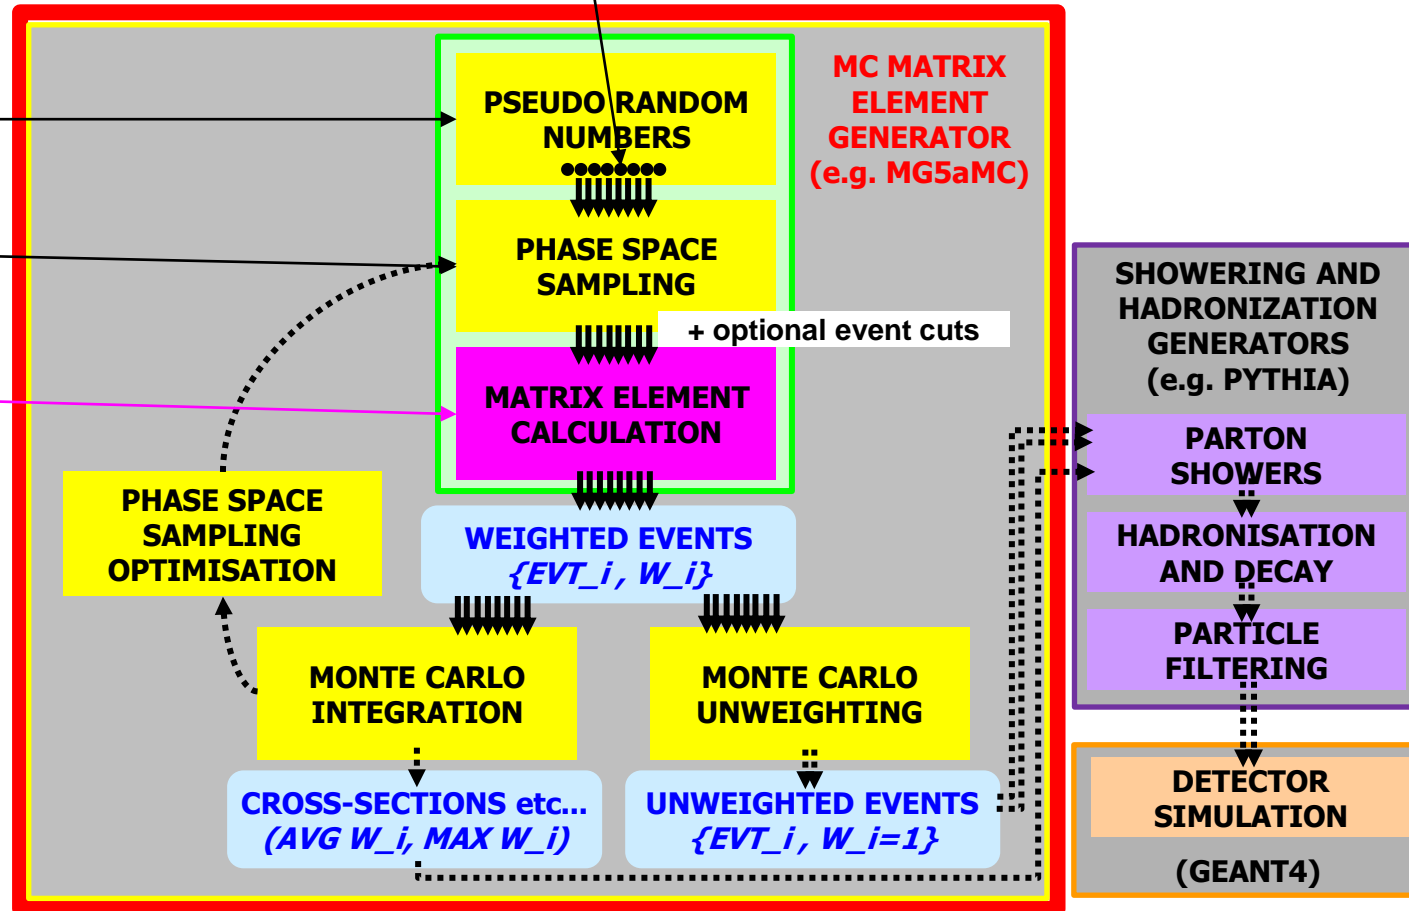 PSEUDO RANDOM
NUMBERS
MC MATRIX
ELEMENT
GENERATOR
(e.g. MG5aMC)
PHASE SPACE
SAMPLING
+ optional event cuts
MATRIX ELEMENT
CALCULATION
PHASE SPACE
SAMPLING
OPTIMISATION
WEIGHTED EVENTS
{EVT_i , W_i}
MONTE CARLO
INTEGRATION
MONTE CARLO
UNWEIGHTING
CROSS-SECTIONS etc...
(AVG W_i, MAX W_i)
UNWEIGHTED EVENTS
{EVT_i , W_i=1}
SHOWERING AND
HADRONIZATION
GENERATORS
(e.g. PYTHIA)
PARTON
SHOWERS
HADRONISATION
AND DECAY
PARTICLE
FILTERING
DETECTOR
SIMULATION
(GEANT4)